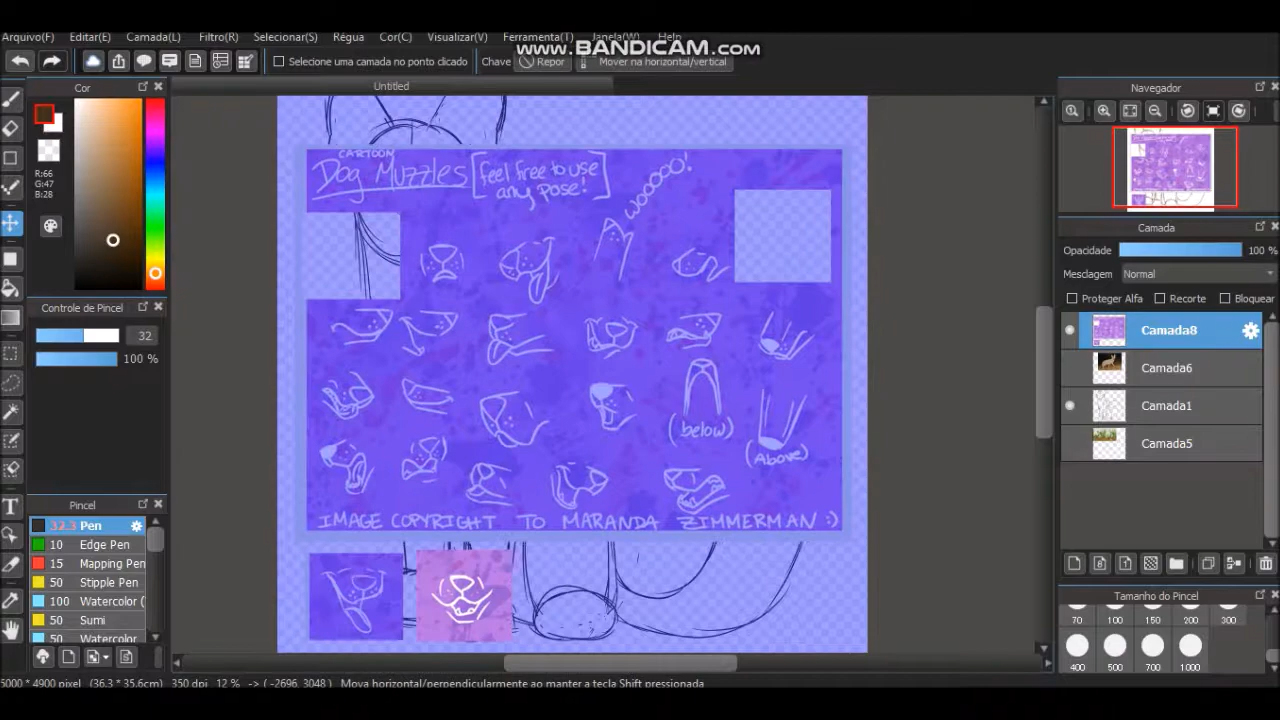 www.BANDICAM.com
Arquivo(F) Editar(E) Camada(L) Filtro(R) Selecionar(S) Régua Cor(C) Visualizar(V) Ferramenta(T) Janela(W) Help
Selecione uma camada no ponto clicado Chave Repor Mover na horizontal/vertical
Untitled
Cor
R:66
G:47
B:28
Controle de Pincel
32
100 %
Pincel
32.3 Pen
10 Edge Pen
15 Mapping Pen
50 Stipple Pen
100 Watercolor (
50 Sumi
50 Watercolor
CARTOON
Dog Muzzles
[feel free to use
any pose!]
WOOOOO!
(below)
(Above)
IMAGE COPYRIGHT TO MARANDA ZIMMERMAN :)
Navegador
Camada
Opacidade 100 %
Mesclagem Normal
Proteger Alfa Recorte Bloquear
Camada8
Camada6
Camada1
Camada5
Tamanho do Pincel
70 100 150 200 300
400 500 700 1000
5000 * 4900 pixel (36.3 * 35.6cm) 350 dpi 12 % -> ( -2696, 3048 ) Mova horizontal/perpendicularmente ao manter a tecla Shift pressionada